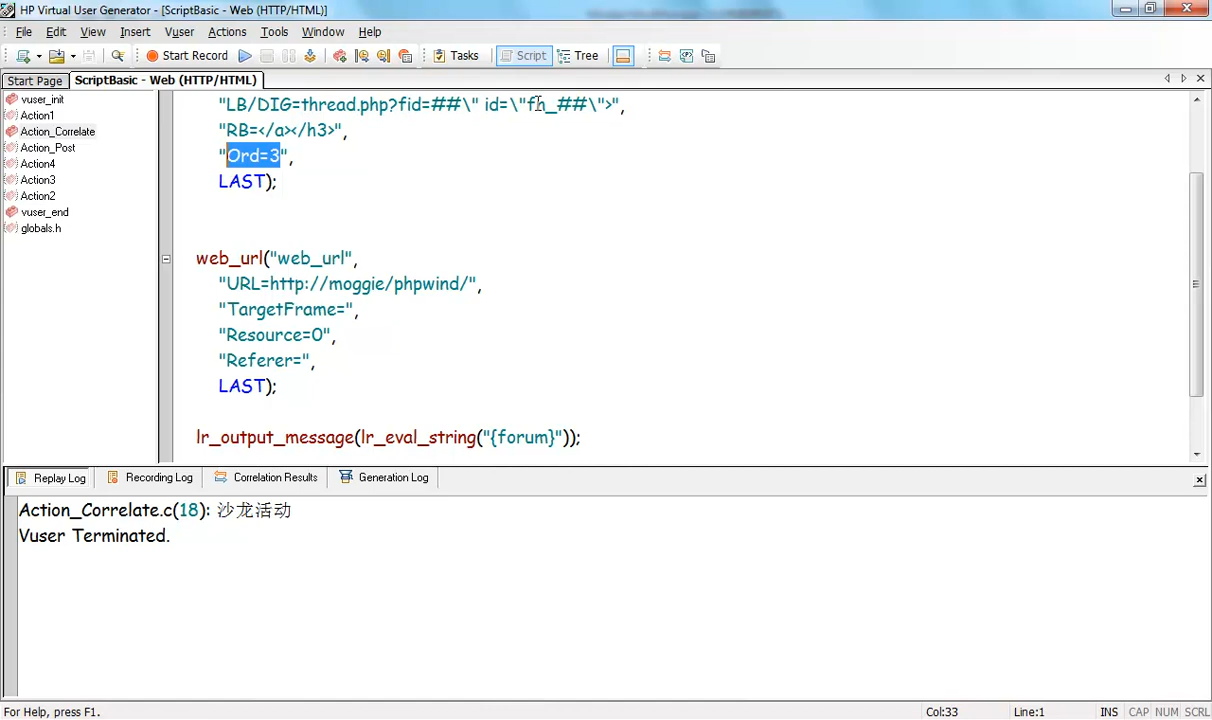 HP Virtual User Generator - [ScriptBasic - Web (HTTP/HTML)]
File Edit View Insert Vuser Actions Tools Window Help
Start Record Tasks Script Tree
Start Page ScriptBasic - Web (HTTP/HTML)
vuser_init
Action1
Action_Correlate
Action_Post
Action4
Action3
Action2
vuser_end
globals.h
"LB/DIG=thread.php?fid=##\" id=\"fn_##\">",
"RB=</a></h3>",
"Ord=3",
LAST);
web_url("web_url",
"URL=http://moggie/phpwind/",
"TargetFrame=",
"Resource=0",
"Referer=",
LAST);
lr_output_message(lr_eval_string("{forum}"));
Replay Log Recording Log Correlation Results Generation Log
Action_Correlate.c(18): 沙龙活动
Vuser Terminated.
For Help, press F1.
Col:33 Line:1 INS CAP NUM SCRL